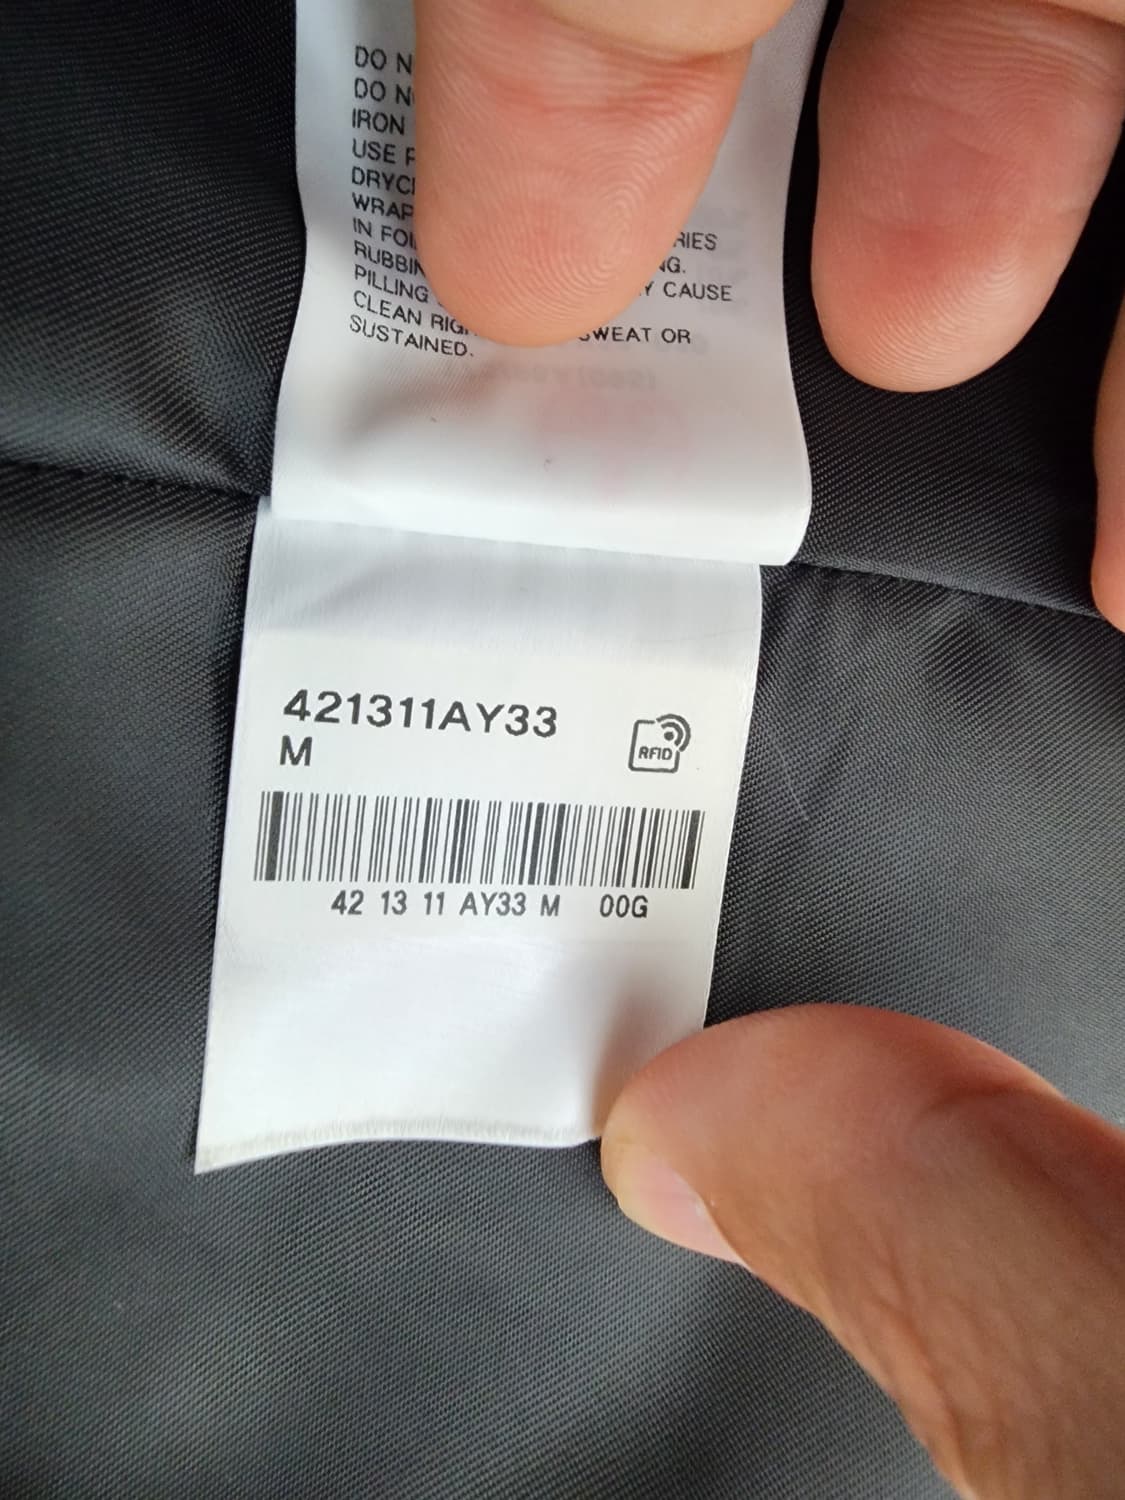 DO N
DO N
IRON
USE
DRYC
WRAP
IN FOI RIES
RUBBIN NG.
PILLING Y CAUSE
CLEAN RIG SWEAT OR
SUSTAINED.
421311AY33
M
RFID
42 13 11 AY33 M 00G